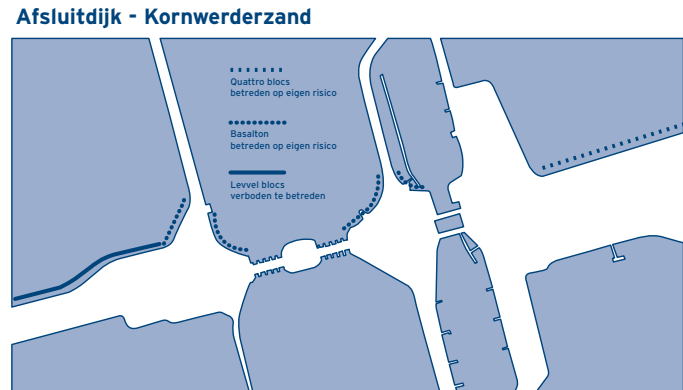 Afsluitdijk - Kornwerderzand
Quattro blocs
betreden op eigen risico
Basalton
betreden op eigen risico
Levvel blocs
verboden te betreden